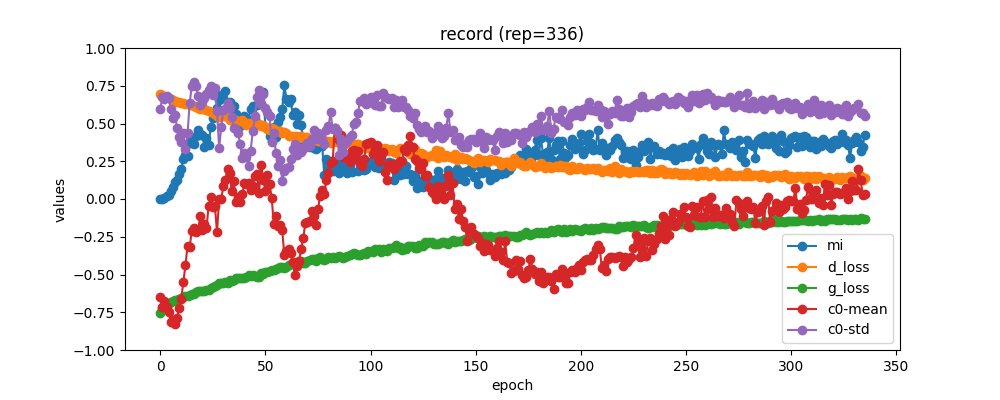 record (rep=336)
1.00
0.75
0.50
0.25
0.00
−0.25
−0.50
−0.75
−1.00
values
0 50 100 150 200 250 300 350
epoch
mi
d_loss
g_loss
c0-mean
c0-std